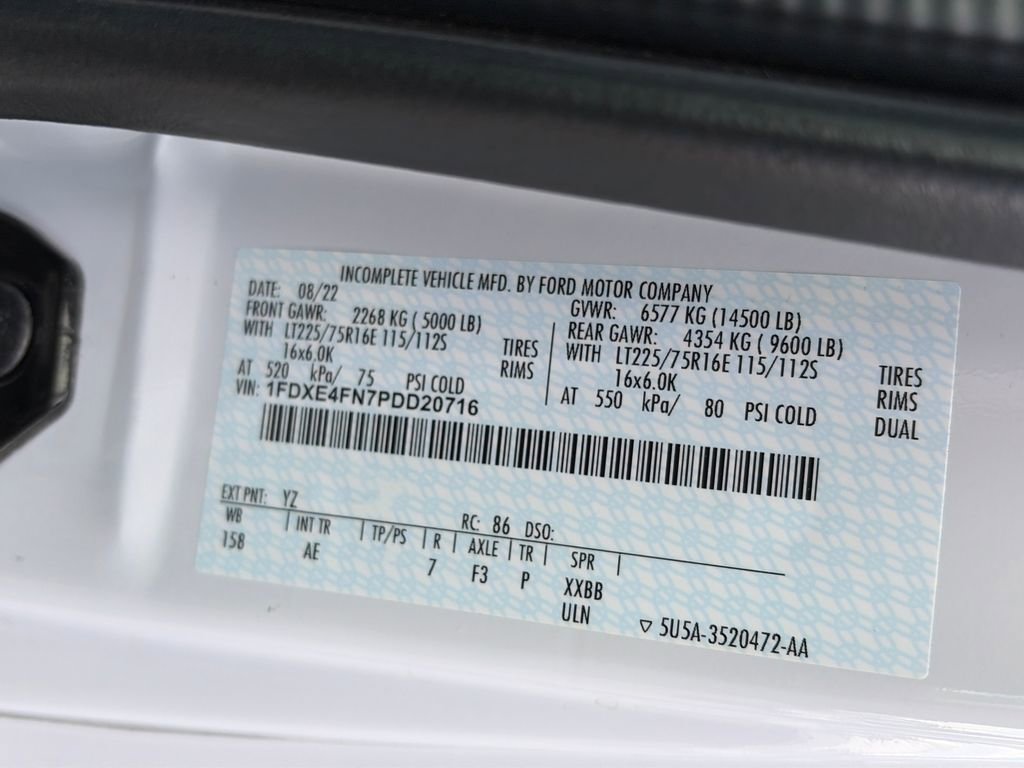 INCOMPLETE VEHICLE MFD. BY FORD MOTOR COMPANY
DATE: 08/22 GVWR: 6577 KG (14500 LB)
FRONT GAWR: 2268 KG ( 5000 LB) REAR GAWR: 4354 KG ( 9600 LB)
WITH LT225/75R16E 115/112S TIRES WITH LT225/75R16E 115/112S TIRES
16x6.0K RIMS 16x6.0K RIMS
AT 520 kPa/ 75 PSI COLD AT 550 kPa/ 80 PSI COLD DUAL
VIN: 1FDXE4FN7PDD20716
EXT PNT: YZ RC: 86 DSO:
WB INT TR TP/PS R AXLE TR SPR
158 AE 7 F3 P XXBB
ULN
▽ 5U5A-3520472-AA